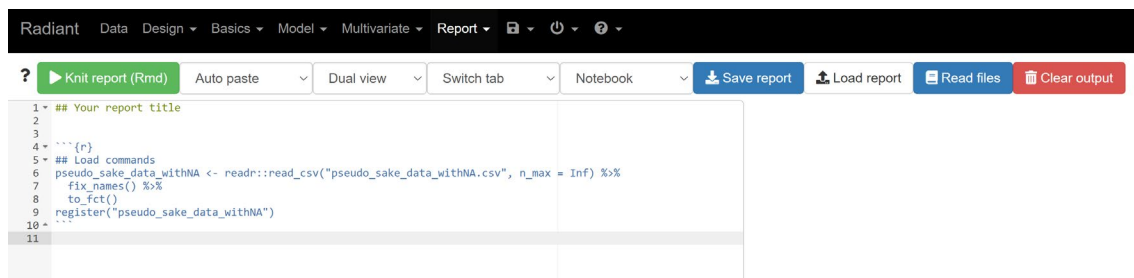 Radiant Data Design Basics Model Multivariate Report
? Knit report (Rmd) Auto paste Dual view Switch tab Notebook Save report Load report Read files Clear output
1 ## Your report title
2
3
4 ```{r}
5 ## Load commands
6 pseudo_sake_data_withNA <- readr::read_csv("pseudo_sake_data_withNA.csv", n_max = Inf) %>%
7   fix_names() %>%
8   to_fct()
9 register("pseudo_sake_data_withNA")
10 ```
11